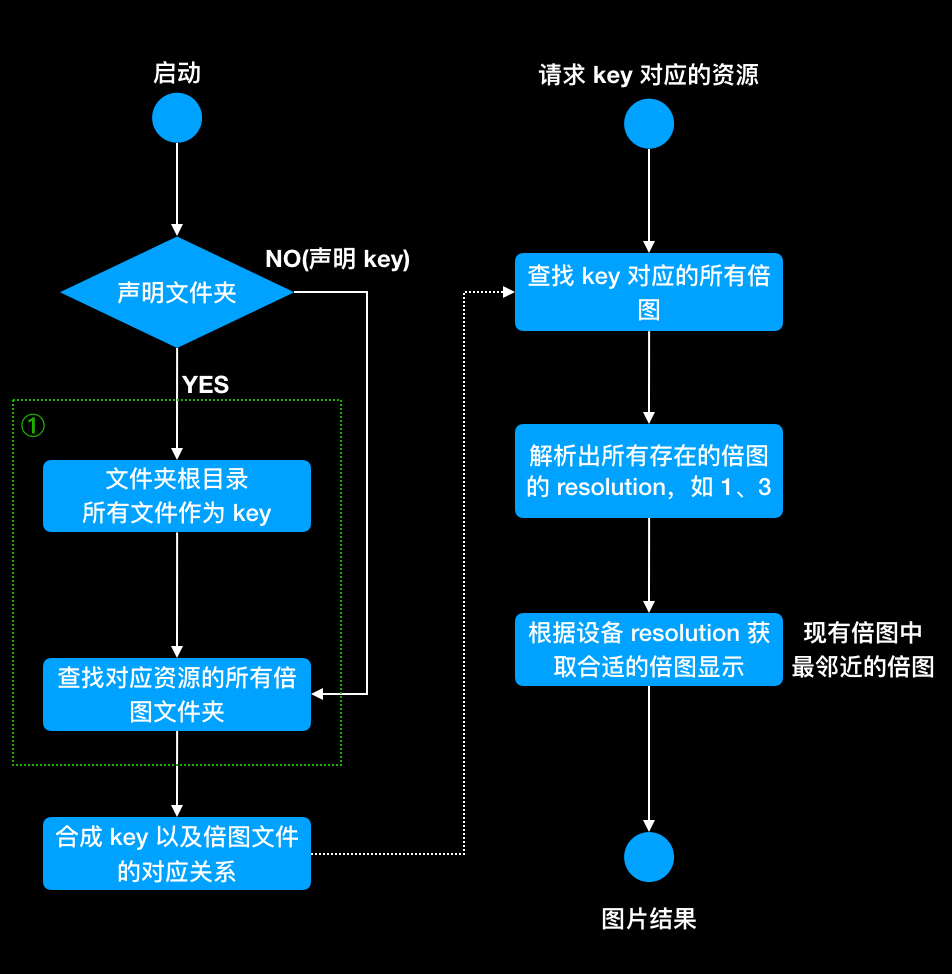 启动
声明文件夹
NO(声明 key)
YES
①
文件夹根目录
所有文件作为 key
查找对应资源的所有倍
图文件夹
合成 key 以及倍图文件
的对应关系
请求 key 对应的资源
查找 key 对应的所有倍
图
解析出所有存在的倍图
的 resolution，如 1、3
根据设备 resolution 获
取合适的倍图显示
现有倍图中
最邻近的倍图
图片结果